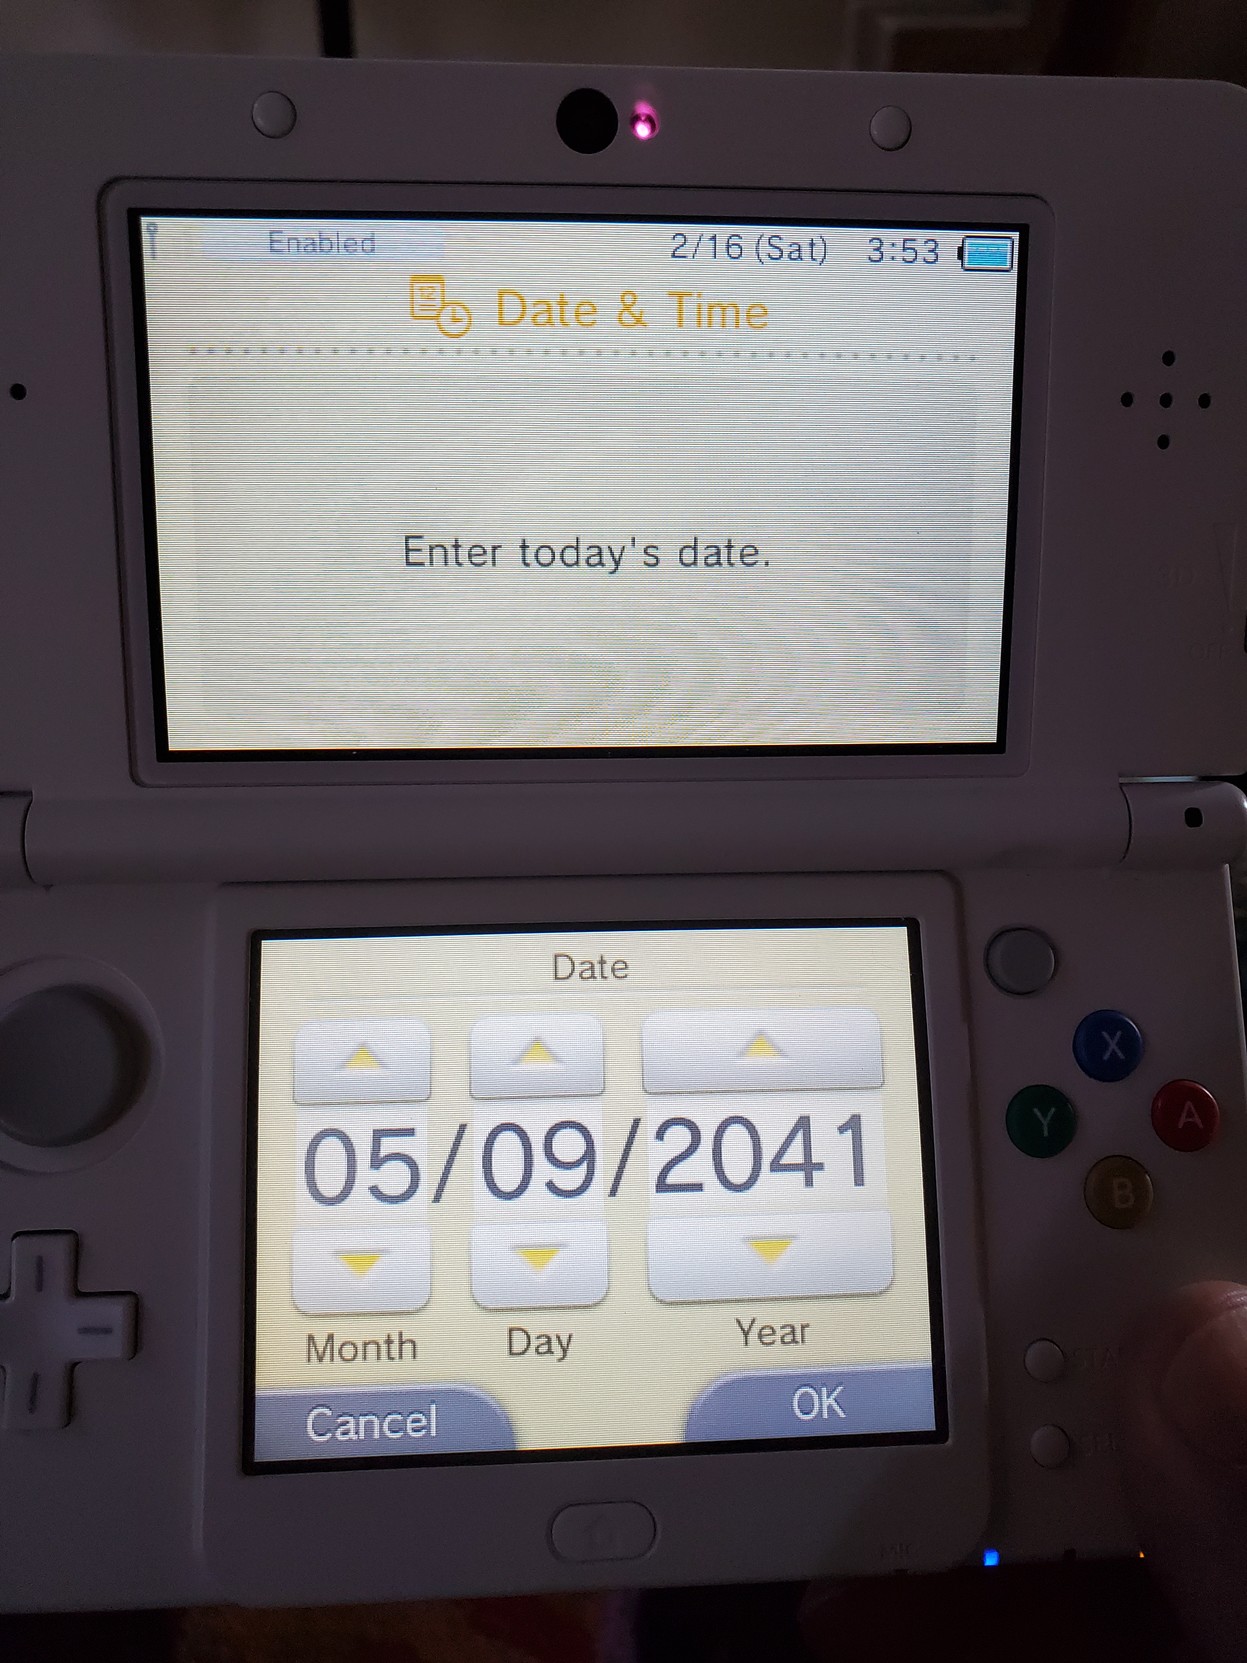 Enabled 2/16 (Sat) 3:53
12
Date & Time
Enter today's date.
Date
05/09/2041
Month Day Year
Cancel OK
X
Y A
B